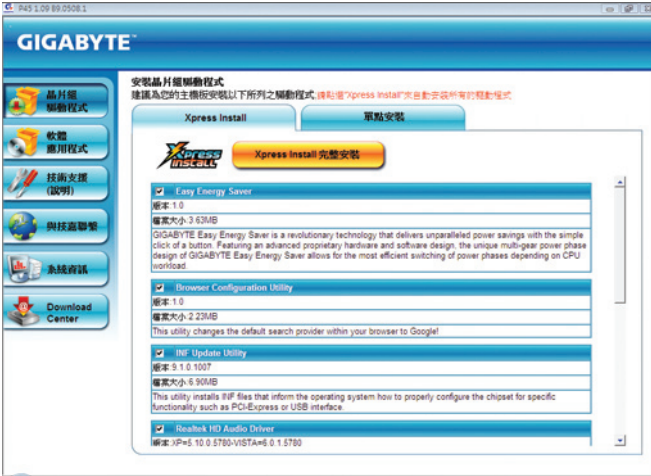 P45 1.09 B9.0508.1
GIGABYTE™
晶片組
驅動程式
軟體
應用程式
技術支援
(說明)
與技嘉聯繫
系統資訊
Download
Center
安裝晶片組驅動程式
建議為您的主機板安裝以下所列之驅動程式,請點選"Xpress Install"來自動安裝所有的驅動程式
Xpress Install
單點安裝
Xpress
INSTALL
Xpress Install 完整安裝
Easy Energy Saver
版本:1.0
檔案大小:3.63MB
GIGABYTE Easy Energy Saver is a revolutionary technology that delivers unparalleled power savings with the simple
click of a button. Featuring an advanced proprietary hardware and software design, the unique multi-gear power phase
design of GIGABYTE Easy Energy Saver allows for the most efficient switching of power phases depending on CPU
workload.
Browser Configuration Utility
版本:1.0
檔案大小:2.23MB
This utility changes the default search provider within your browser to Google!
INF Update Utility
版本:9.1.0.1007
檔案大小:6.90MB
This utility installs INF files that inform the operating system how to properly configure the chipset for specific
functionality such as PCI-Express or USB interface.
Realtek HD Audio Driver
版本:XP=5.10.0.5780-VISTA=6.0.1.5780